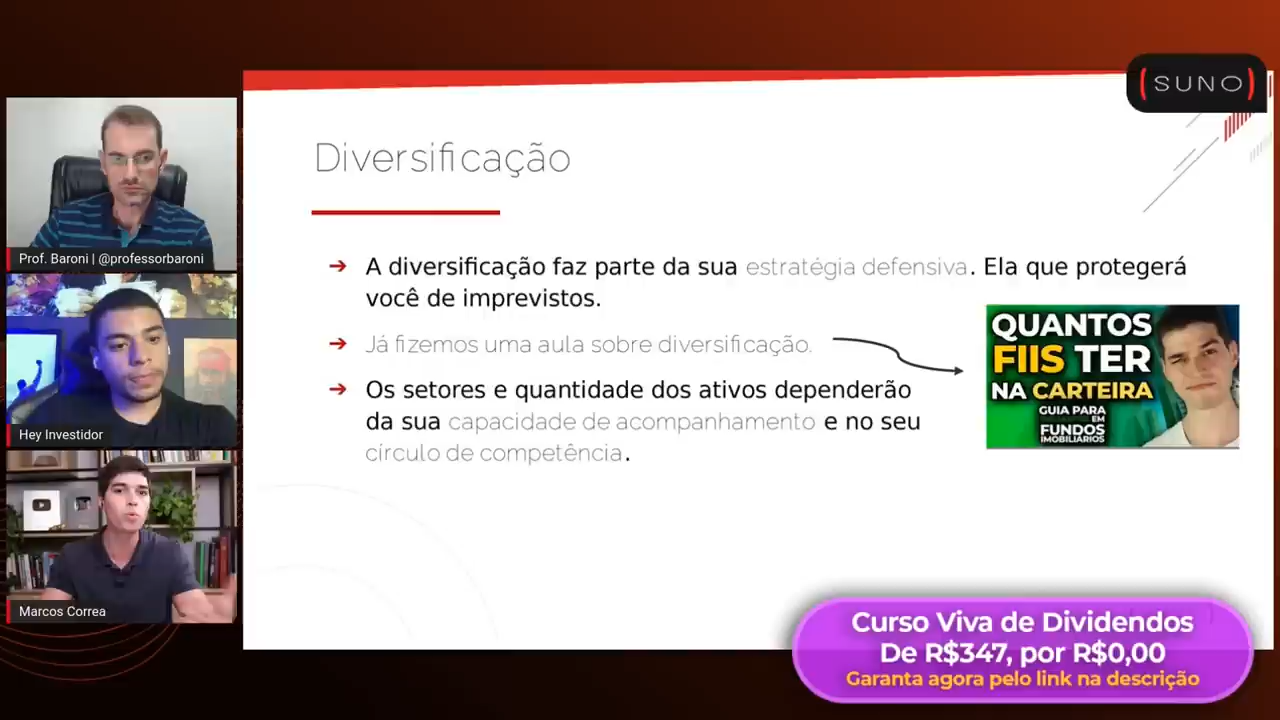 (SUNO)
Diversificação
➔ A diversificação faz parte da sua estratégia defensiva. Ela que protegerá
você de imprevistos.
➔ Já fizemos uma aula sobre diversificação.
➔ Os setores e quantidade dos ativos dependerão
da sua capacidade de acompanhamento e no seu
círculo de competência.
QUANTOS
FIIS TER
NA CARTEIRA
GUIA PARA
EM
FUNDOS
IMOBILIÁRIOS
Prof. Baroni | @professorbaroni
Hey Investidor
Marcos Correa
Curso Viva de Dividendos
De R$347, por R$0,00
Garanta agora pelo link na descrição